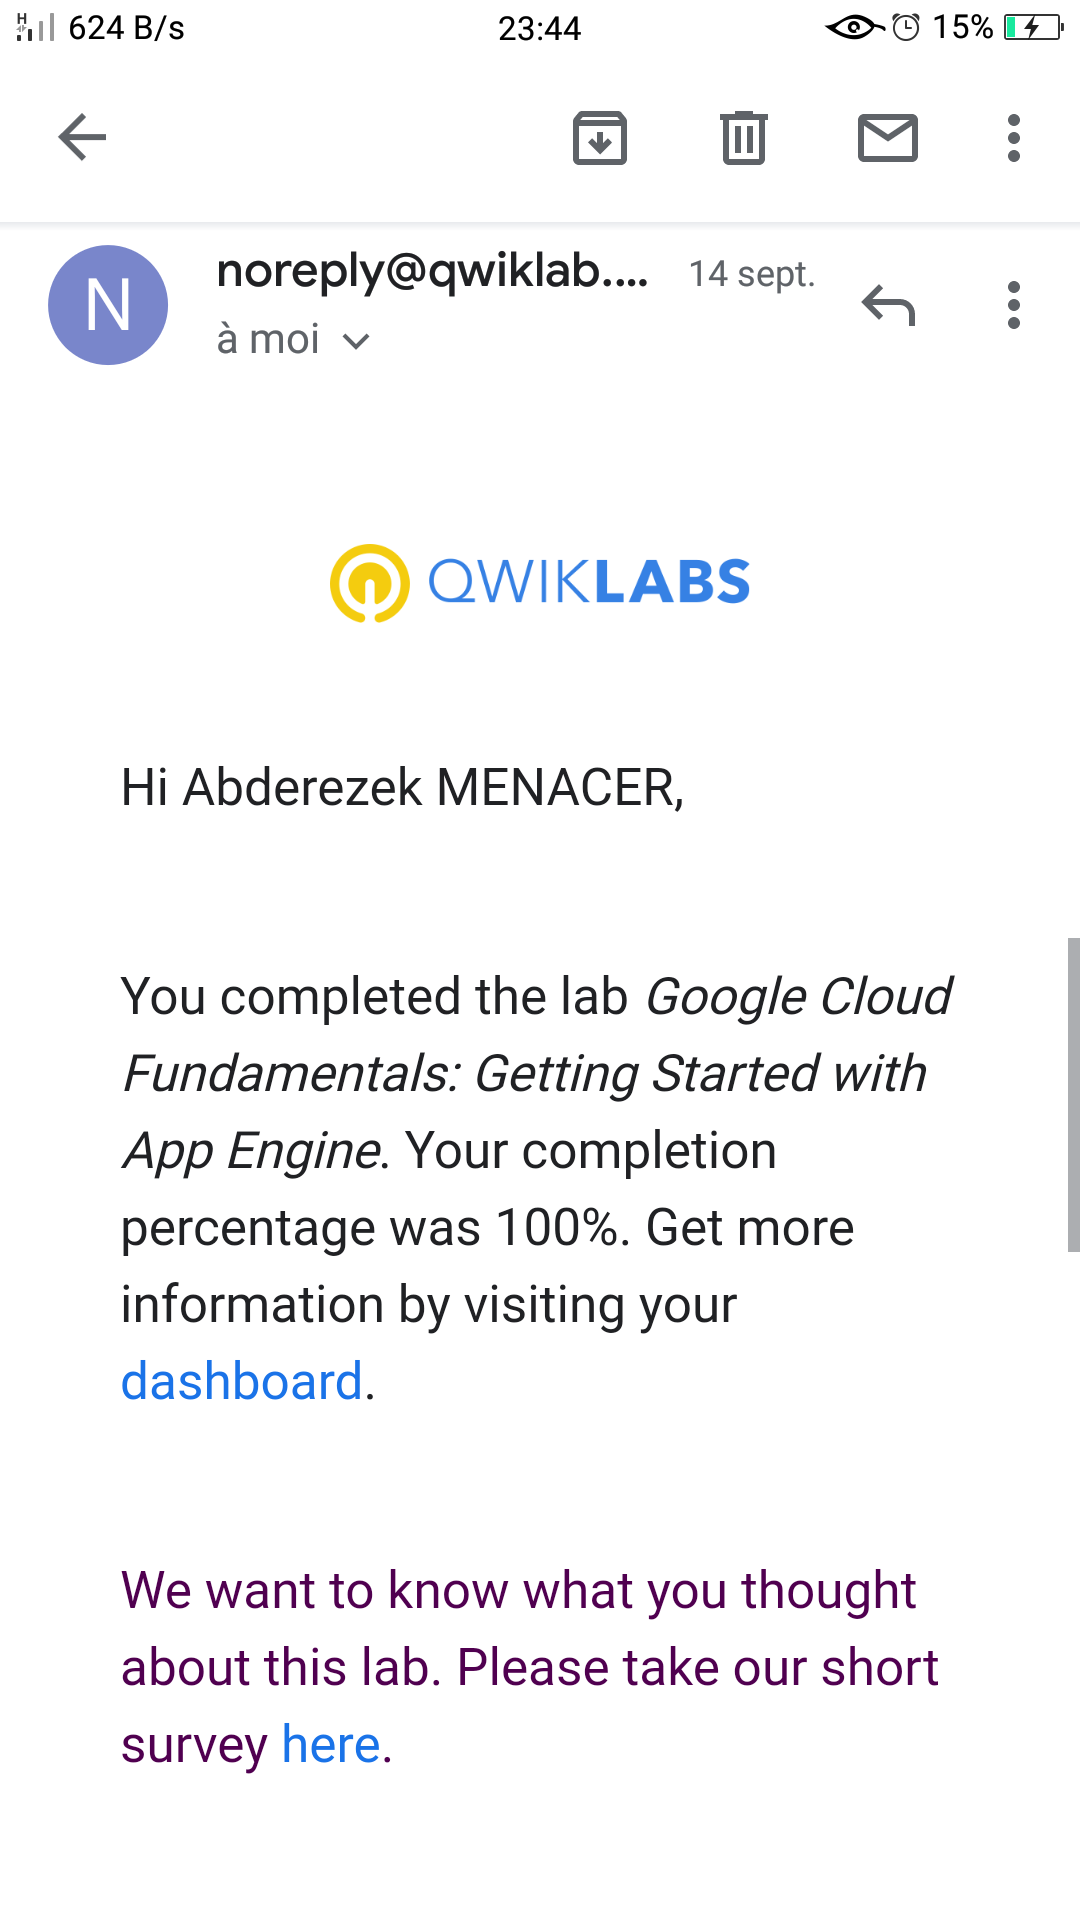 H 624 B/s 23:44 15%
N noreply@qwiklab.... 14 sept.
à moi
QWIKLABS
Hi Abderezek MENACER,
You completed the lab Google Cloud
Fundamentals: Getting Started with
App Engine. Your completion
percentage was 100%. Get more
information by visiting your
dashboard.
We want to know what you thought
about this lab. Please take our short
survey here.